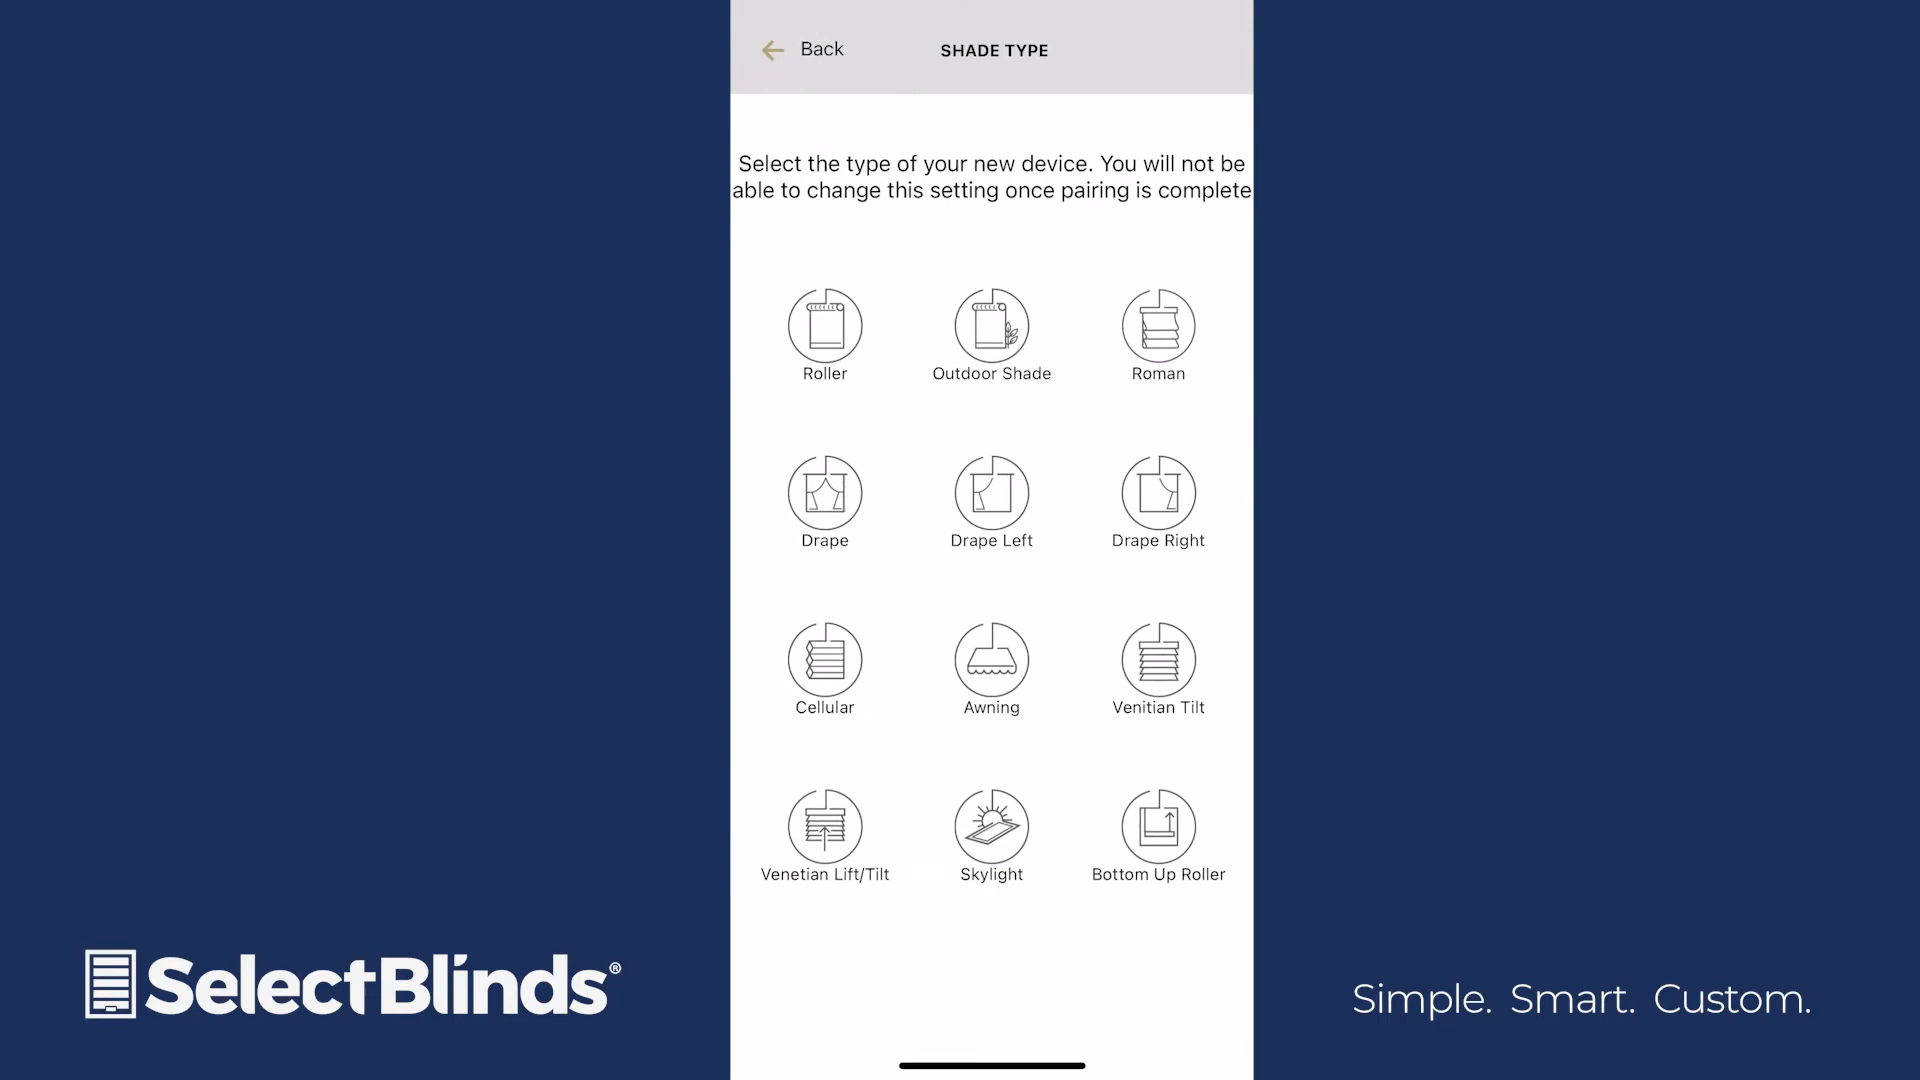 Back
SHADE TYPE
Select the type of your new device. You will not be
able to change this setting once pairing is complete
Roller
Outdoor Shade
Roman
Drape
Drape Left
Drape Right
Cellular
Awning
Venitian Tilt
Venetian Lift/Tilt
Skylight
Bottom Up Roller
SelectBlinds®
Simple. Smart. Custom.